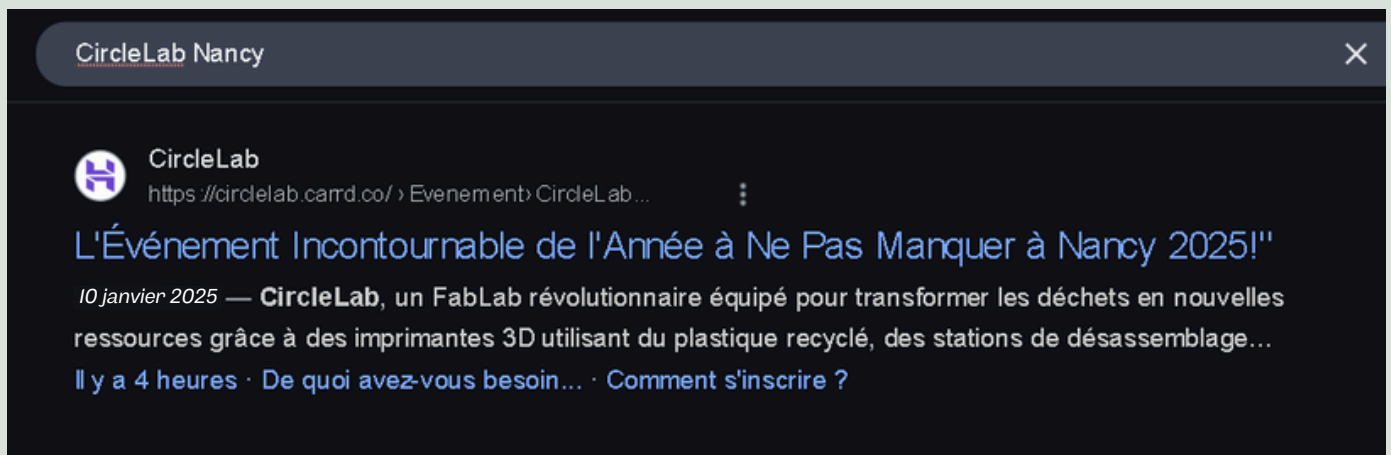 CircleLab Nancy
CircleLab
https://circlelab.carrd.co/ › Evenement› CircleLab...
L'Événement Incontournable de l'Année à Ne Pas Manquer à Nancy 2025!"
10 janvier 2025 — CircleLab, un FabLab révolutionnaire équipé pour transformer les déchets en nouvelles
ressources grâce à des imprimantes 3D utilisant du plastique recyclé, des stations de désassemblage...
Il y a 4 heures · De quoi avez-vous besoin... · Comment s'inscrire ?